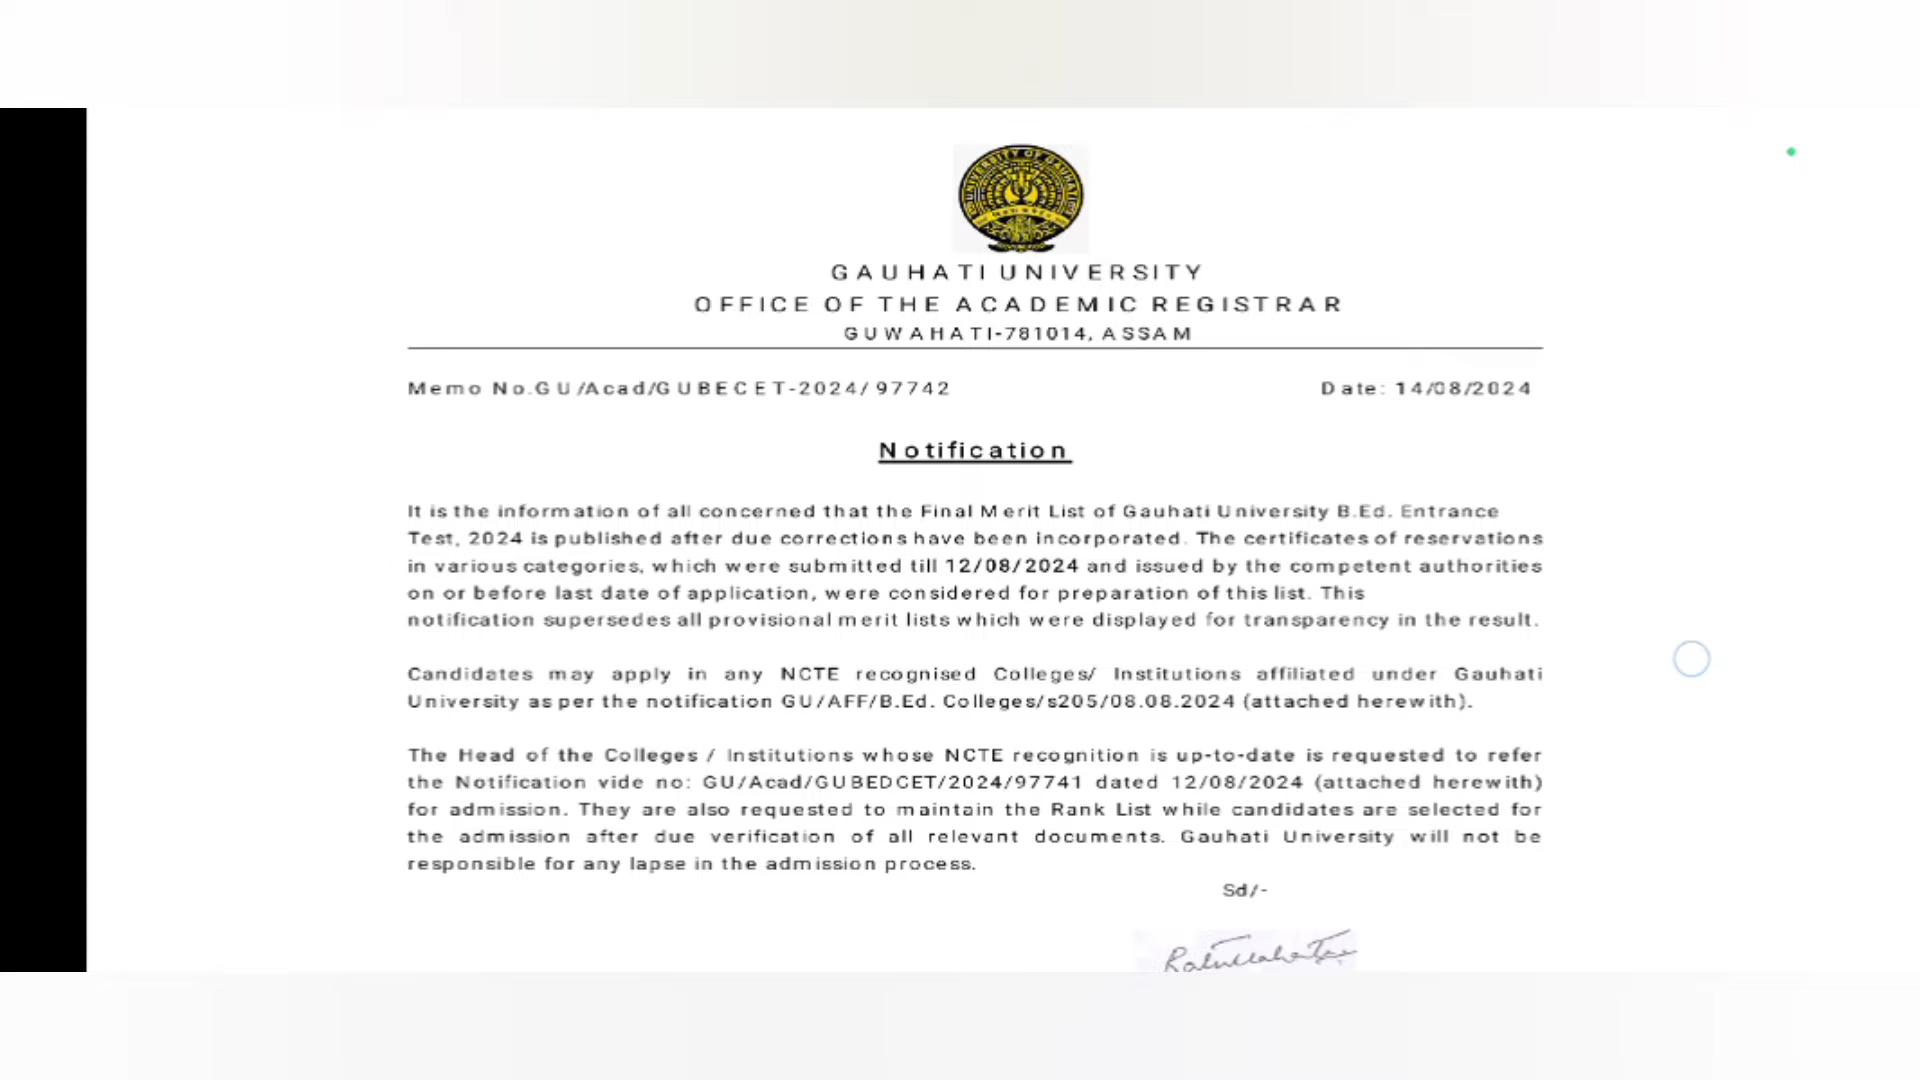 UNIVERSITY OF GAUHATI
GAUHATI UNIVERSITY
OFFICE OF THE ACADEMIC REGISTRAR
GUWAHATI-781014, ASSAM
Memo No.GU/Acad/GUBECET-2024/97742 Date: 14/08/2024
Notification
It is the information of all concerned that the Final Merit List of Gauhati University B.Ed. Entrance
Test, 2024 is published after due corrections have been incorporated. The certificates of reservations
in various categories, which were submitted till 12/08/2024 and issued by the competent authorities
on or before last date of application, were considered for preparation of this list. This
notification supersedes all provisional merit lists which were displayed for transparency in the result.
Candidates may apply in any NCTE recognised Colleges/ Institutions affiliated under Gauhati
University as per the notification GU/AFF/B.Ed. Colleges/s205/08.08.2024 (attached herewith).
The Head of the Colleges / Institutions whose NCTE recognition is up-to-date is requested to refer
the Notification vide no: GU/Acad/GUBEDCET/2024/97741 dated 12/08/2024 (attached herewith)
for admission. They are also requested to maintain the Rank List while candidates are selected for
the admission after due verification of all relevant documents. Gauhati University will not be
responsible for any lapse in the admission process.
Sd/-